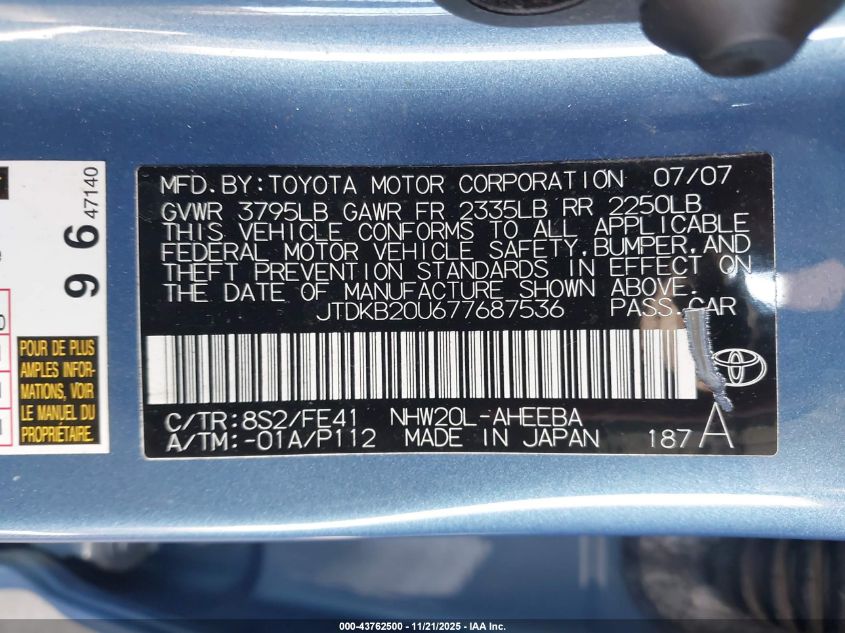 MFD. BY: TOYOTA MOTOR CORPORATION 07/07
GVWR 3795LB GAWR FR 2335LB RR 2250LB
THIS VEHICLE CONFORMS TO ALL APPLICABLE
FEDERAL MOTOR VEHICLE SAFETY, BUMPER, AND
THEFT PREVENTION STANDARDS IN EFFECT ON
THE DATE OF MANUFACTURE SHOWN ABOVE.
JTDKB20U677687536 PASS. CAR
C/TR: 8S2/FE41 NHW20L-AHEEBA
A/TM: -01A/P112 MADE IN JAPAN 187 A
96
47140
POUR DE PLUS
AMPLES INFOR-
MATIONS, VOIR
LE MANUEL DU
PROPRIÉTAIRE.
000-43762500 - 11/21/2025 - IAA Inc.